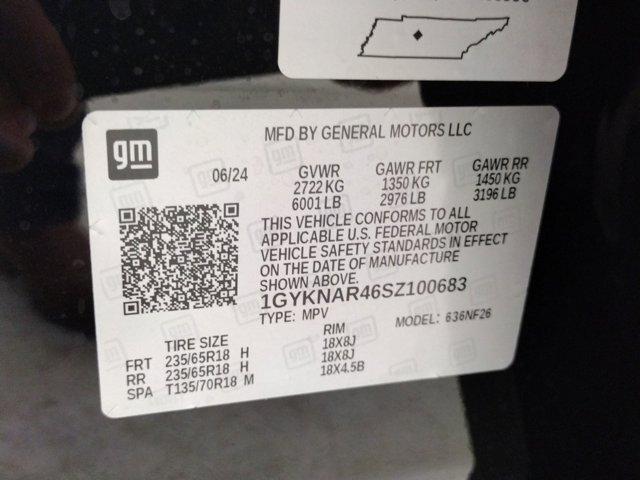 gm
MFD BY GENERAL MOTORS LLC
06/24 GVWR GAWR FRT GAWR RR
2722 KG 1350 KG 1450 KG
6001 LB 2976 LB 3196 LB
THIS VEHICLE CONFORMS TO ALL
APPLICABLE U.S. FEDERAL MOTOR
VEHICLE SAFETY STANDARDS IN EFFECT
ON THE DATE OF MANUFACTURE
SHOWN ABOVE.
1GYKNAR46SZ100683
TYPE: MPV MODEL: 636NF26
TIRE SIZE RIM
FRT 235/65R18 H 18X8J
RR 235/65R18 H 18X8J
SPA T135/70R18 M 18X4.5B